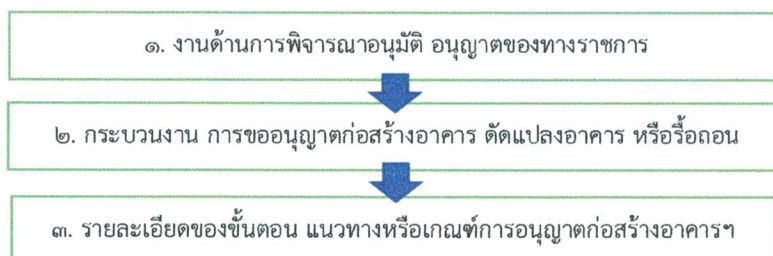 ๑. งานด้านการพิจารณาอนุมัติ อนุญาตของทางราชการ
๒. กระบวนงาน การขออนุญาตก่อสร้างอาคาร ดัดแปลงอาคาร หรือรื้อถอน
๓. รายละเอียดของขั้นตอน แนวทางหรือเกณฑ์การอนุญาตก่อสร้างอาคารฯ